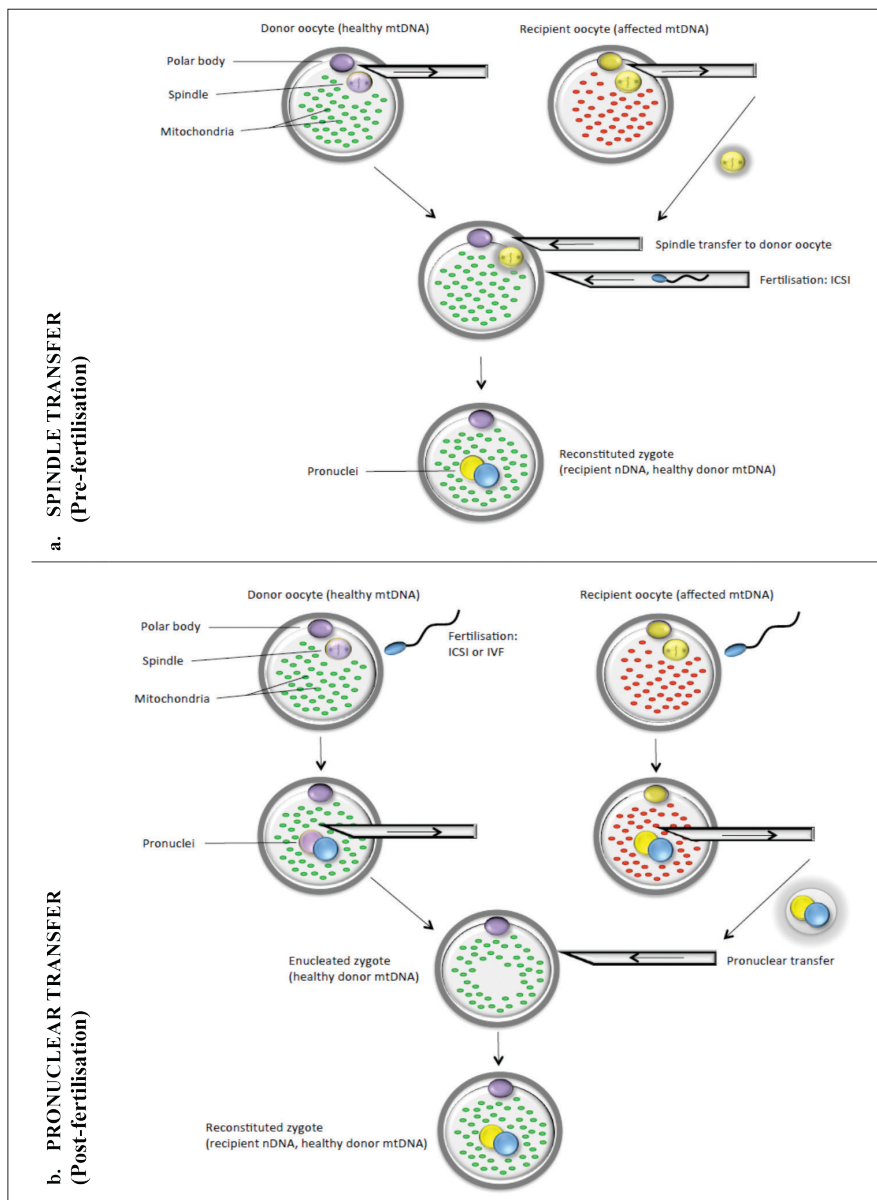 a. SPINDLE TRANSFER
(Pre-fertilisation)
Donor oocyte (healthy mtDNA)
Recipient oocyte (affected mtDNA)
Polar body
Spindle
Mitochondria
Spindle transfer to donor oocyte
Fertilisation: ICSI
Pronuclei
Reconstituted zygote
(recipient nDNA, healthy donor mtDNA)
b. PRONUCLEAR TRANSFER
(Post-fertilisation)
Donor oocyte (healthy mtDNA)
Recipient oocyte (affected mtDNA)
Polar body
Fertilisation:
ICSI or IVF
Spindle
Mitochondria
Pronuclei
Enucleated zygote
(healthy donor mtDNA)
Pronuclear transfer
Reconstituted zygote
(recipient nDNA, healthy donor mtDNA)